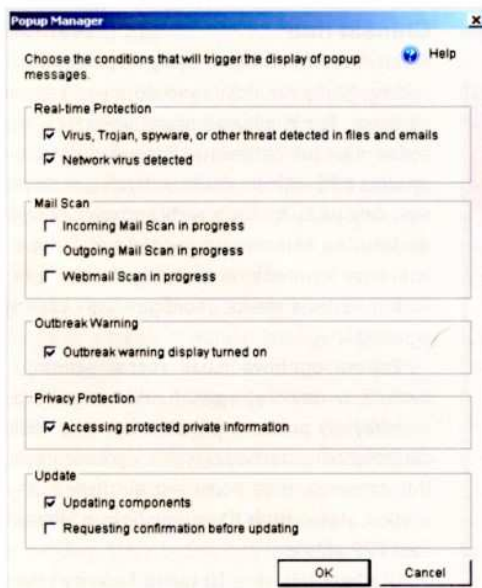 Popup Manager
Choose the conditions that will trigger the display of popup
messages.
Help
Real-time Protection
Virus, Trojan, spyware, or other threat detected in files and emails
Network virus detected
Mail Scan
Incoming Mail Scan in progress
Outgoing Mail Scan in progress
Webmail Scan in progress
Outbreak Warning
Outbreak warning display turned on
Privacy Protection
Accessing protected private information
Update
Updating components
Requesting confirmation before updating
OK
Cancel